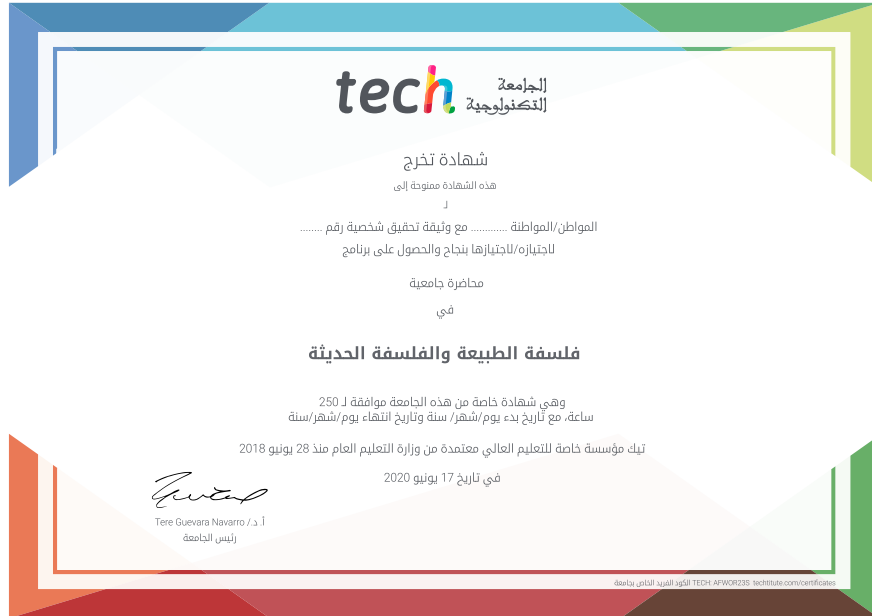 tech الجامعة
التكنولوجية
شهادة تخرج
هذه الشهادة ممنوحة إلى
لـ
المواطن/المواطنة ............. مع وثيقة تحقيق شخصية رقم ........
لاجتيازه/لاجتيازها بنجاح والحصول على برنامج
محاضرة جامعية
في
فلسفة الطبيعة والفلسفة الحديثة
وهي شهادة خاصة من هذه الجامعة موافقة لـ 250
ساعة، مع تاريخ بدء يوم/شهر/ سنة وتاريخ انتهاء يوم/شهر/سنة
تيك مؤسسة خاصة للتعليم العالي معتمدة من وزارة التعليم العام منذ 28 يونيو 2018
في تاريخ 17 يونيو 2020
أ. د./ Tere Guevara Navarro
رئيس الجامعة
الكود الفريد الخاص بجامعة TECH: AFWOR23S techtitute.com/certificates